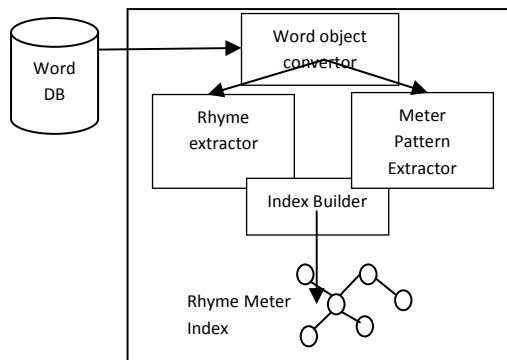 Word
DB
Word object
convertor
Rhyme
extractor
Meter
Pattern
Extractor
Index Builder
Rhyme Meter
Index